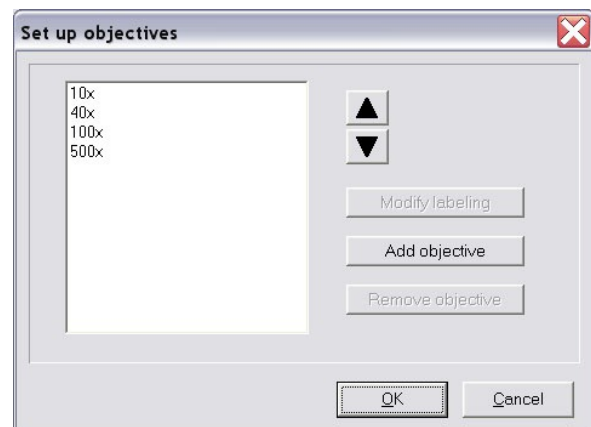 Set up objectives
10x
40x
100x
500x
Modify labeling
Add objective
Remove objective
OK
Cancel